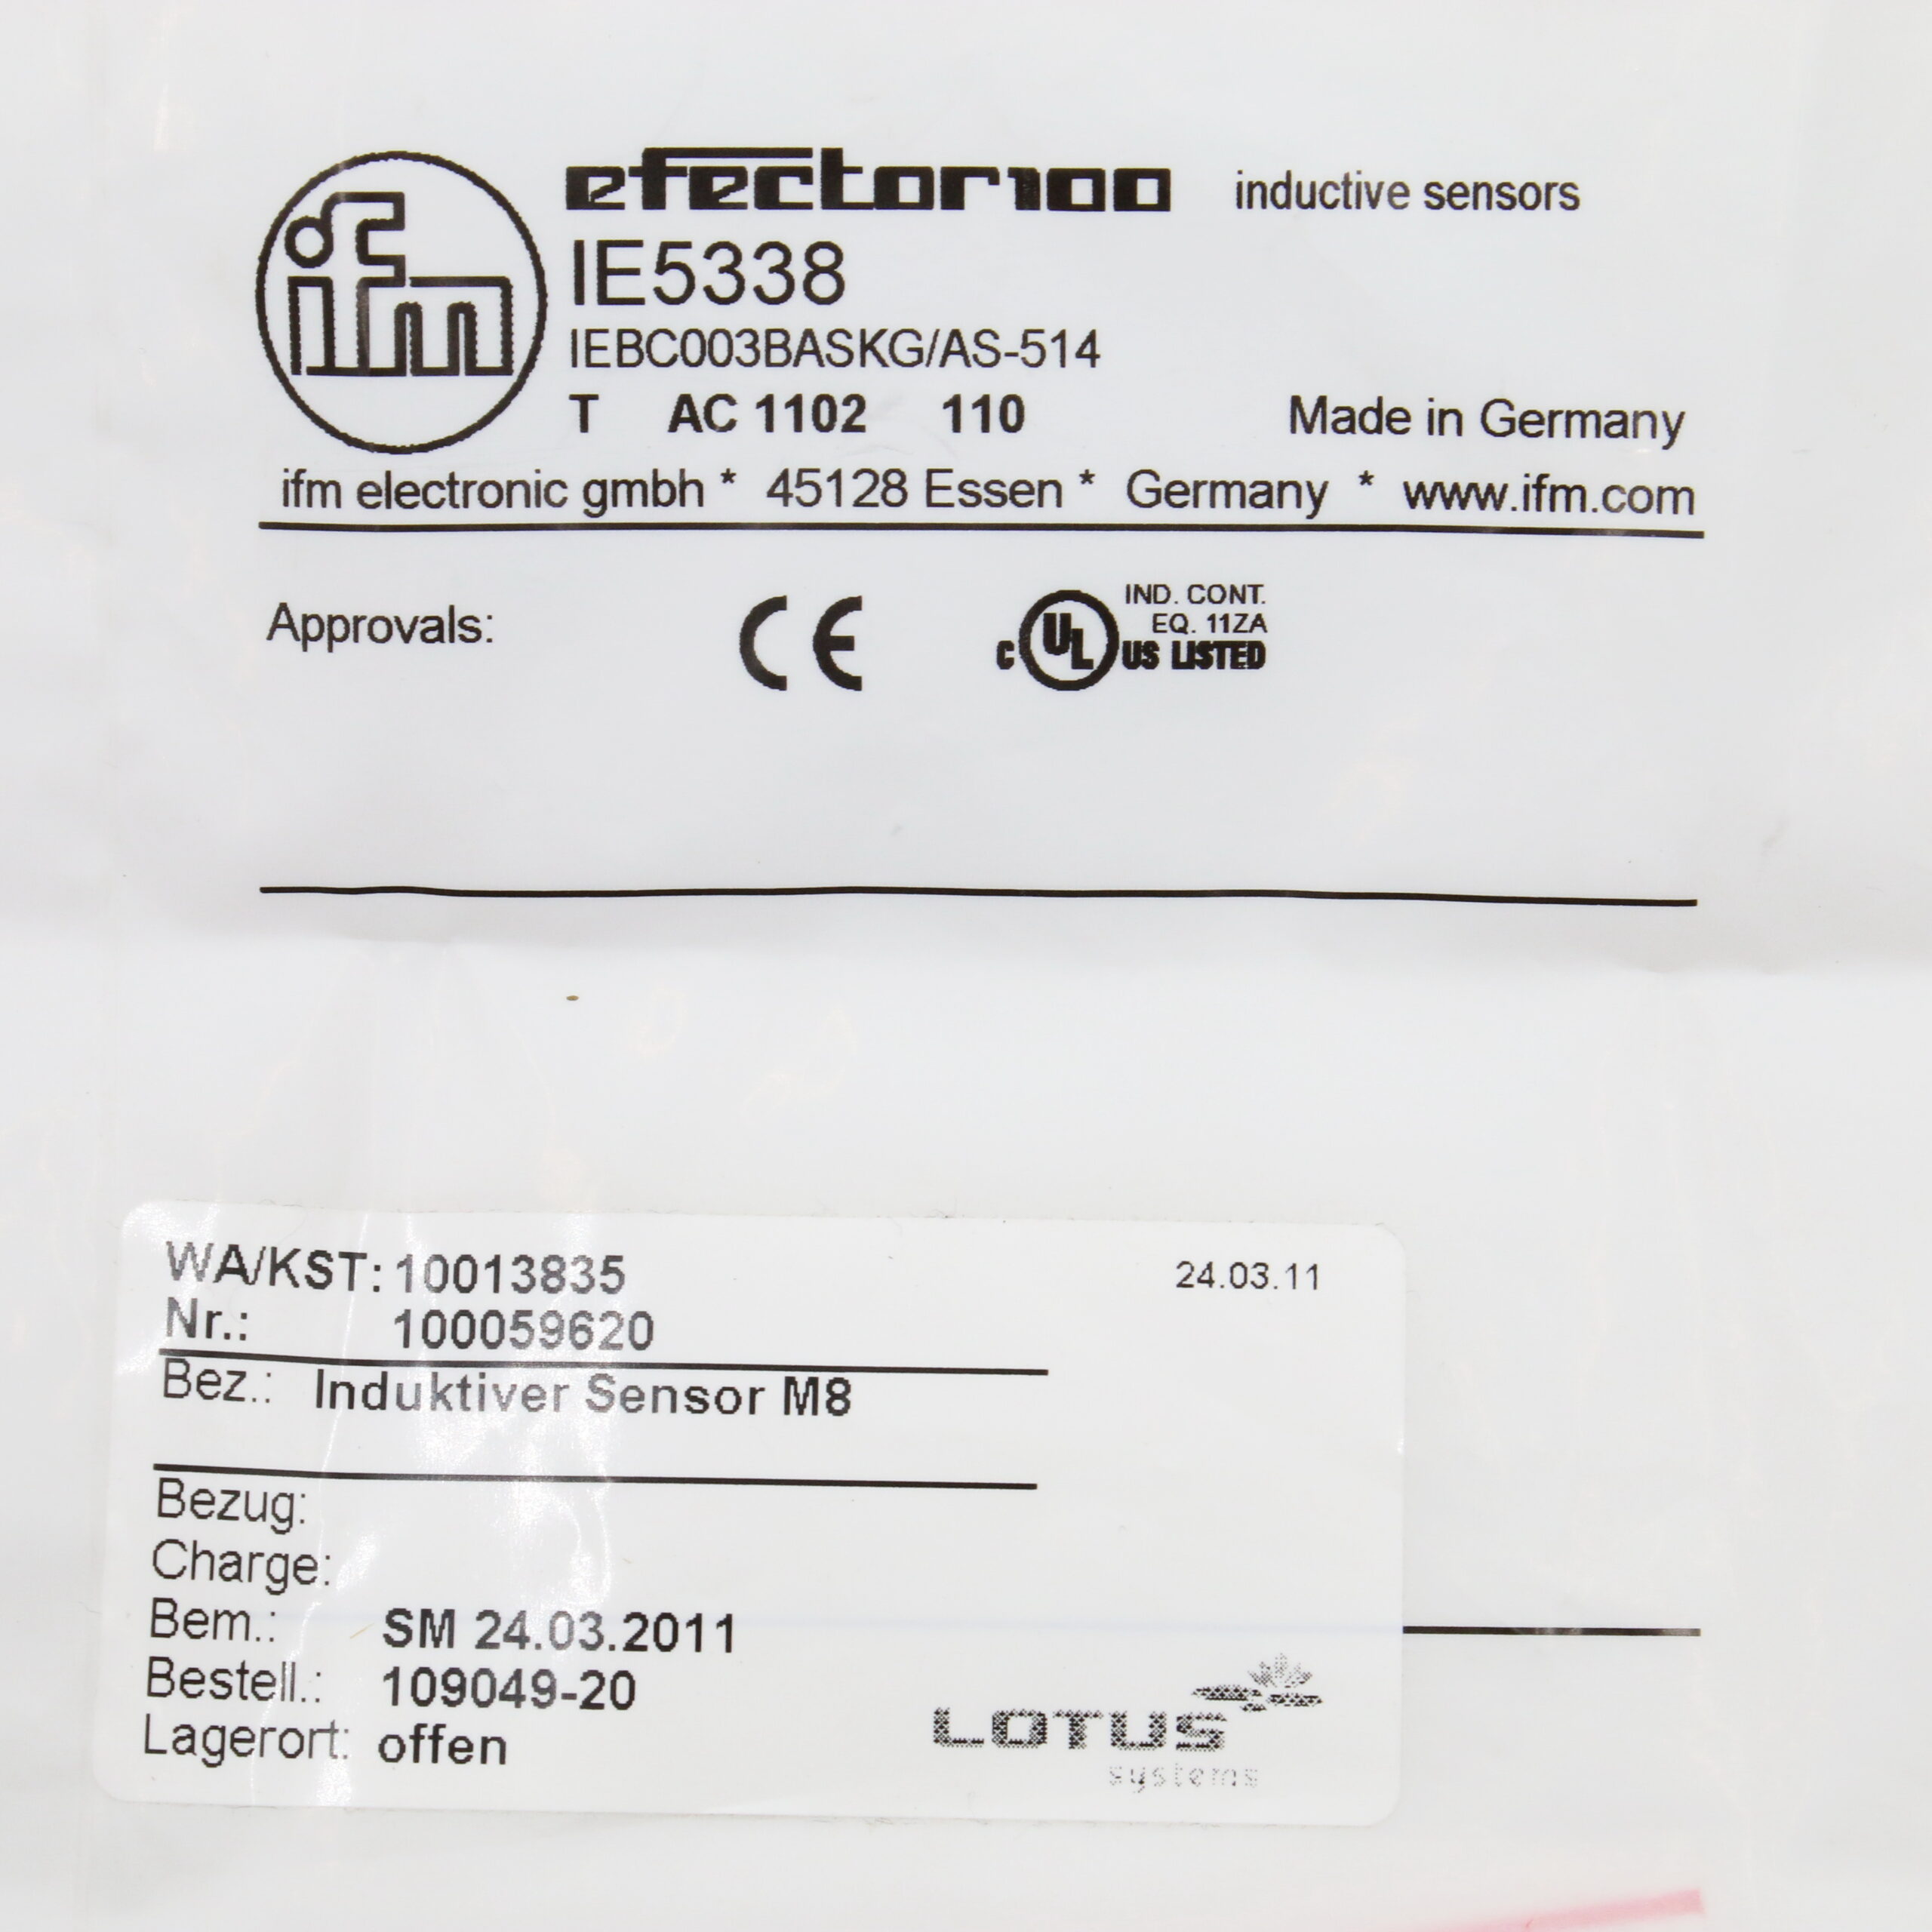 ifm
efector100 inductive sensors
IE5338
IEBC003BASKG/AS-514
T AC 1102 110 Made in Germany
ifm electronic gmbh * 45128 Essen * Germany * www.ifm.com
Approvals:
CE
c UL US LISTED
IND. CONT.
EQ. 11ZA
WA/KST: 10013835 24.03.11
Nr.: 100059620
Bez.: Induktiver Sensor M8
Bezug:
Charge:
Bem.: SM 24.03.2011
Bestell.: 109049-20
Lagerort: offen
LOTUS
systems